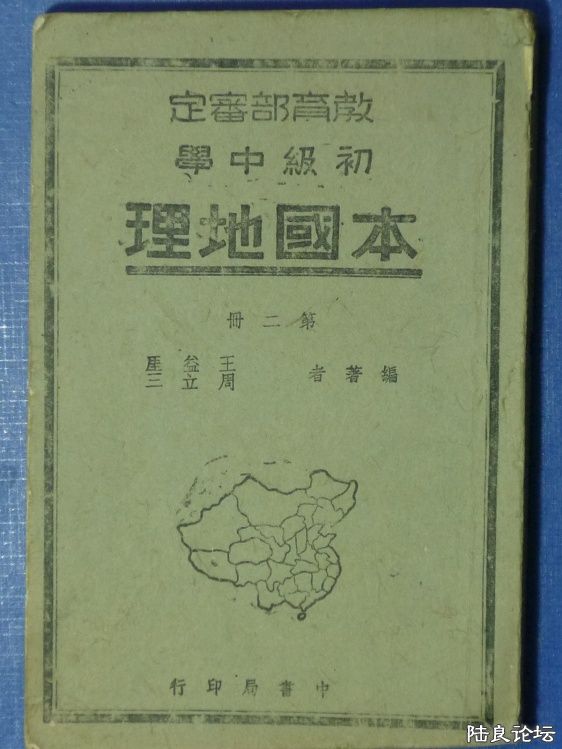 教育部審定
初級中學
本國地理
第二冊
編著者 王益厓
周立三
中書局印行
陆良论坛